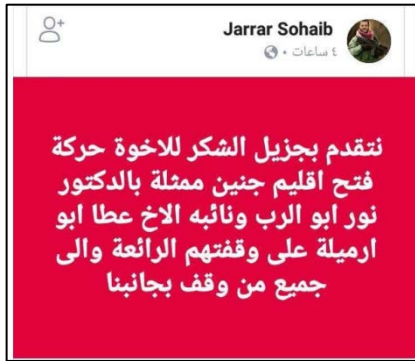 Jarrar Sohaib
٤ ساعات
نتقدم بجزيل الشكر للاخوة حركة
فتح اقليم جنين ممثلة بالدكتور
نور ابو الرب ونائبه الاخ عطا ابو
ارميلة على وقفتهم الرائعة والى
جميع من وقف بجانبنا